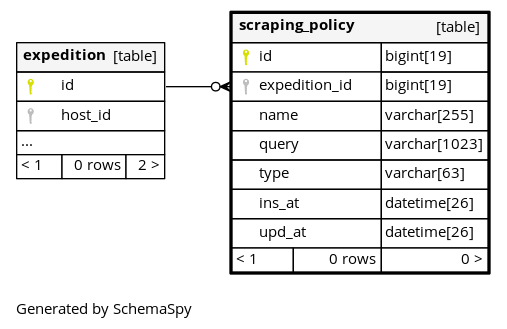 expedition [table]
id
host_id
...
< 1 0 rows 2 >
scraping_policy [table]
id bigint[19]
expedition_id bigint[19]
name varchar[255]
query varchar[1023]
type varchar[63]
ins_at datetime[26]
upd_at datetime[26]
< 1 0 rows 0 >
Generated by SchemaSpy